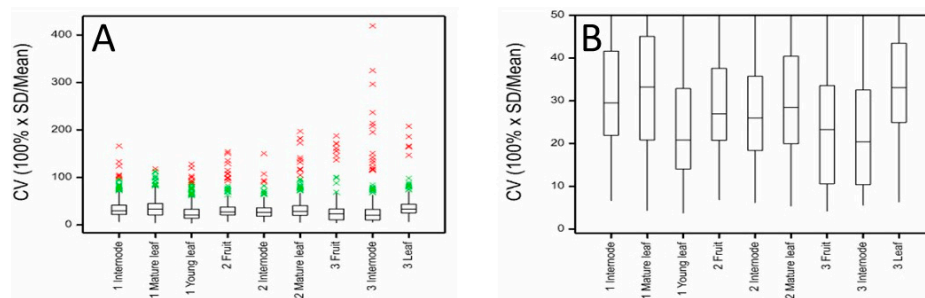 A
CV (100% x SD/Mean)
400
300
200
100
0
1 Internode
1 Mature leaf
1 Young leaf
2 Fruit
2 Internode
2 Mature leaf
3 Fruit
3 Internode
3 Leaf
B
CV (100% x SD/Mean)
50
40
30
20
10
0
1 Internode
1 Mature leaf
1 Young leaf
2 Fruit
2 Internode
2 Mature leaf
3 Fruit
3 Internode
3 Leaf